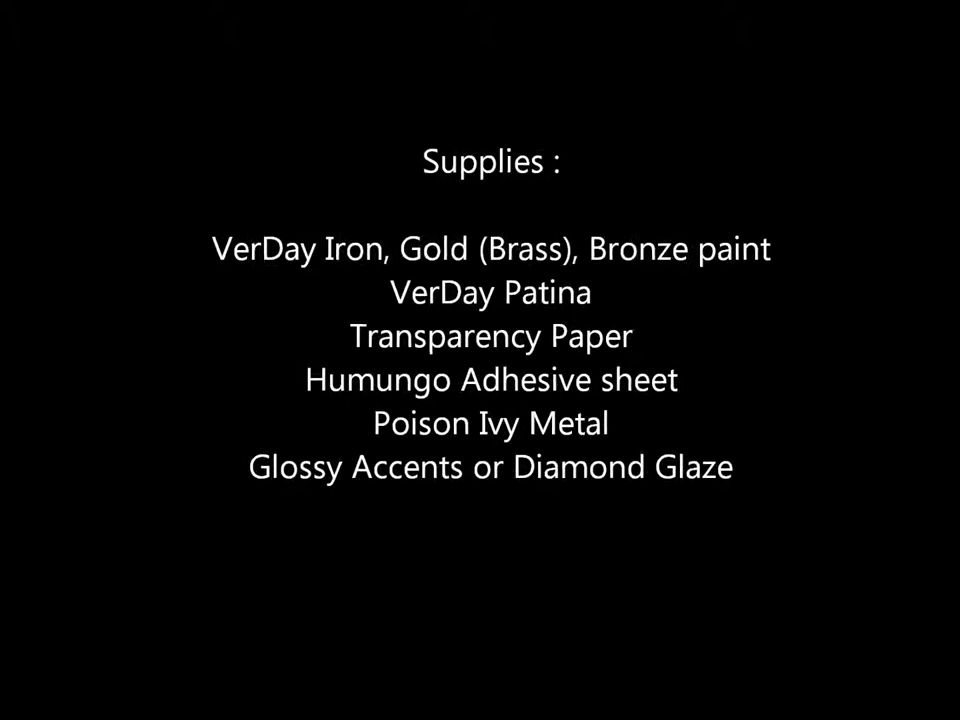 Supplies :
VerDay Iron, Gold (Brass), Bronze paint
VerDay Patina
Transparency Paper
Humungo Adhesive sheet
Poison Ivy Metal
Glossy Accents or Diamond Glaze